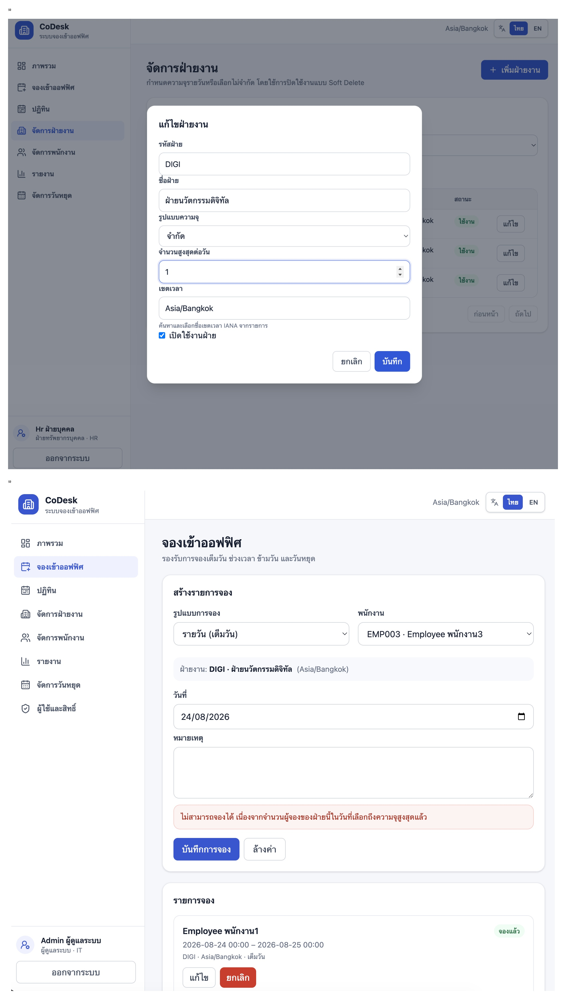 CoDesk
ระบบจองเข้าออฟฟิศ
Asia/Bangkok
ไทย
EN
ภาพรวม
จองเข้าออฟฟิศ
ปฏิทิน
จัดการฝ่ายงาน
จัดการพนักงาน
รายงาน
จัดการวันหยุด
จัดการฝ่ายงาน
กำหนดความจุรายวันหรือเลือกไม่จำกัด โดยใช้การปิดใช้งานแบบ Soft Delete
+ เพิ่มฝ่ายงาน
แก้ไขฝ่ายงาน
รหัสฝ่าย
DIGI
ชื่อฝ่าย
ฝ่ายนวัตกรรมดิจิทัล
รูปแบบความจุ
จำกัด
จำนวนสูงสุดต่อวัน
1
เขตเวลา
Asia/Bangkok
ค้นหาและเลือกชื่อเขตเวลา IANA จากรายการ
เปิดใช้งานฝ่าย
ยกเลิก
บันทึก
สถานะ
kok ใช้งาน แก้ไข
kok ใช้งาน แก้ไข
kok ใช้งาน แก้ไข
ก่อนหน้า ถัดไป
Hr ฝ่ายบุคคล
ฝ่ายทรัพยากรบุคคล · HR
ออกจากระบบ
CoDesk
ระบบจองเข้าออฟฟิศ
Asia/Bangkok
ไทย
EN
ภาพรวม
จองเข้าออฟฟิศ
ปฏิทิน
จัดการฝ่ายงาน
จัดการพนักงาน
รายงาน
จัดการวันหยุด
ผู้ใช้และสิทธิ์
จองเข้าออฟฟิศ
รองรับการจองเต็มวัน ช่วงเวลา ข้ามวัน และวันหยุด
สร้างรายการจอง
รูปแบบการจอง
รายวัน (เต็มวัน)
พนักงาน
EMP003 · Employee พนักงาน3
ฝ่ายงาน: DIGI · ฝ่ายนวัตกรรมดิจิทัล (Asia/Bangkok)
วันที่
24/08/2026
หมายเหตุ
ไม่สามารถจองได้ เนื่องจากจำนวนผู้จองของฝ่ายนี้ในวันที่เลือกถึงความจุสูงสุดแล้ว
บันทึกการจอง
ล้างค่า
รายการจอง
Employee พนักงาน1
จองแล้ว
2026-08-24 00:00 – 2026-08-25 00:00
DIGI · Asia/Bangkok · เต็มวัน
แก้ไข
ยกเลิก
Admin ผู้ดูแลระบบ
ผู้ดูแลระบบ · IT
ออกจากระบบ